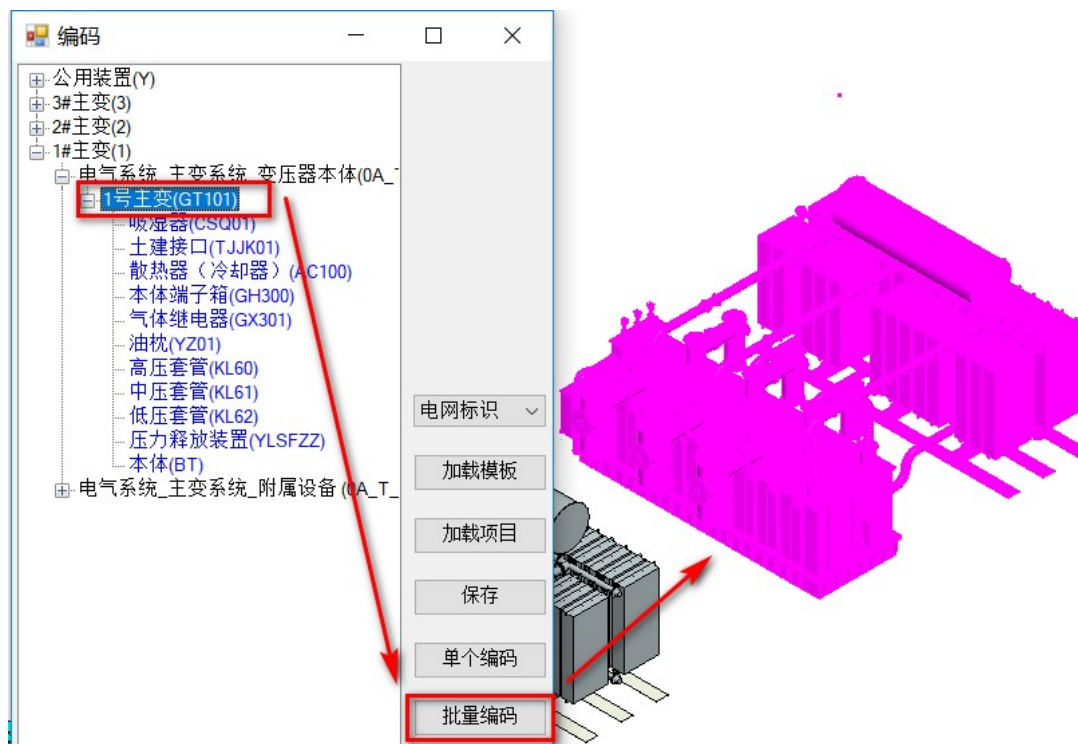 编码
公用装置(Y)
3#主变(3)
2#主变(2)
1#主变(1)
电气系统_主变系统_变压器本体(0A_T
1号主变(GT101)
吸湿器(CSQ01)
土建接口(TJJK01)
散热器(冷却器)(AC100)
本体端子箱(GH300)
气体继电器(GX301)
油枕(YZ01)
高压套管(KL60)
中压套管(KL61)
低压套管(KL62)
压力释放装置(YLSFZZ)
本体(BT)
电气系统_主变系统_附属设备(0A_T_
电网标识
加载模板
加载项目
保存
单个编码
批量编码